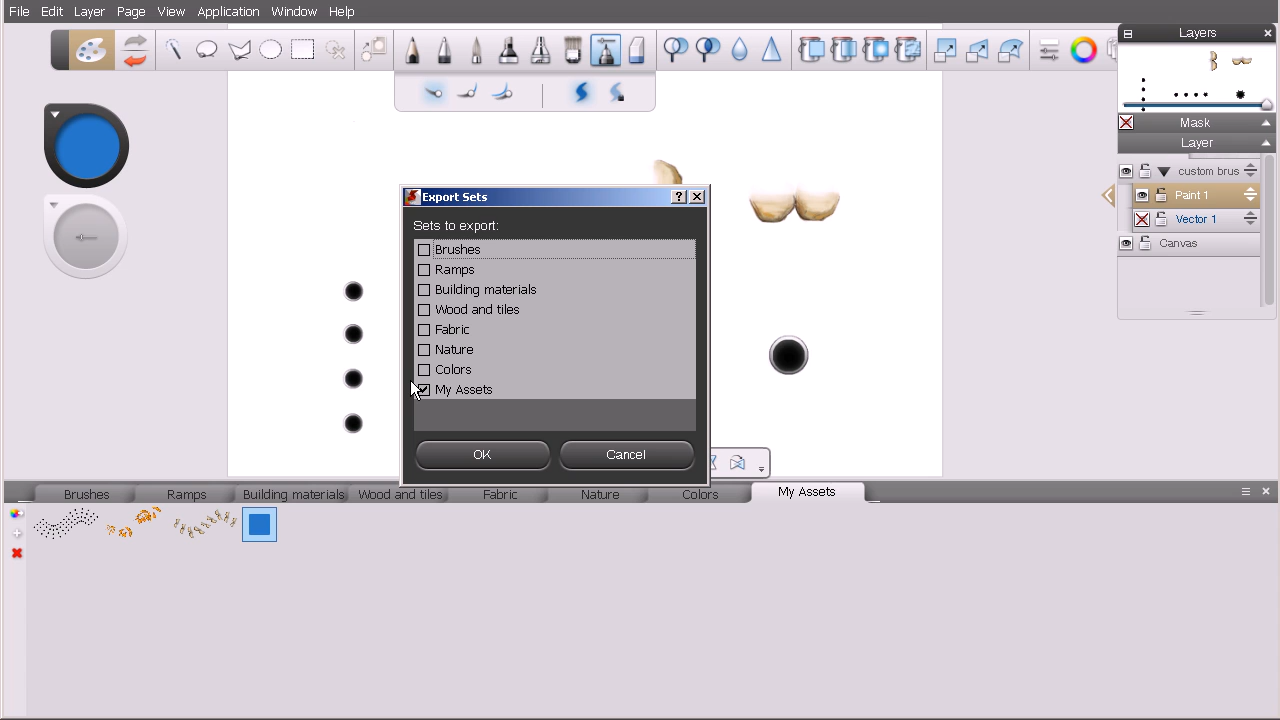 File Edit Layer Page View Application Window Help
Layers
Mask
Layer
custom brus
Paint 1
Vector 1
Canvas
Export Sets
Sets to export:
Brushes
Ramps
Building materials
Wood and tiles
Fabric
Nature
Colors
My Assets
OK Cancel
Brushes Ramps Building materials Wood and tiles Fabric Nature Colors My Assets